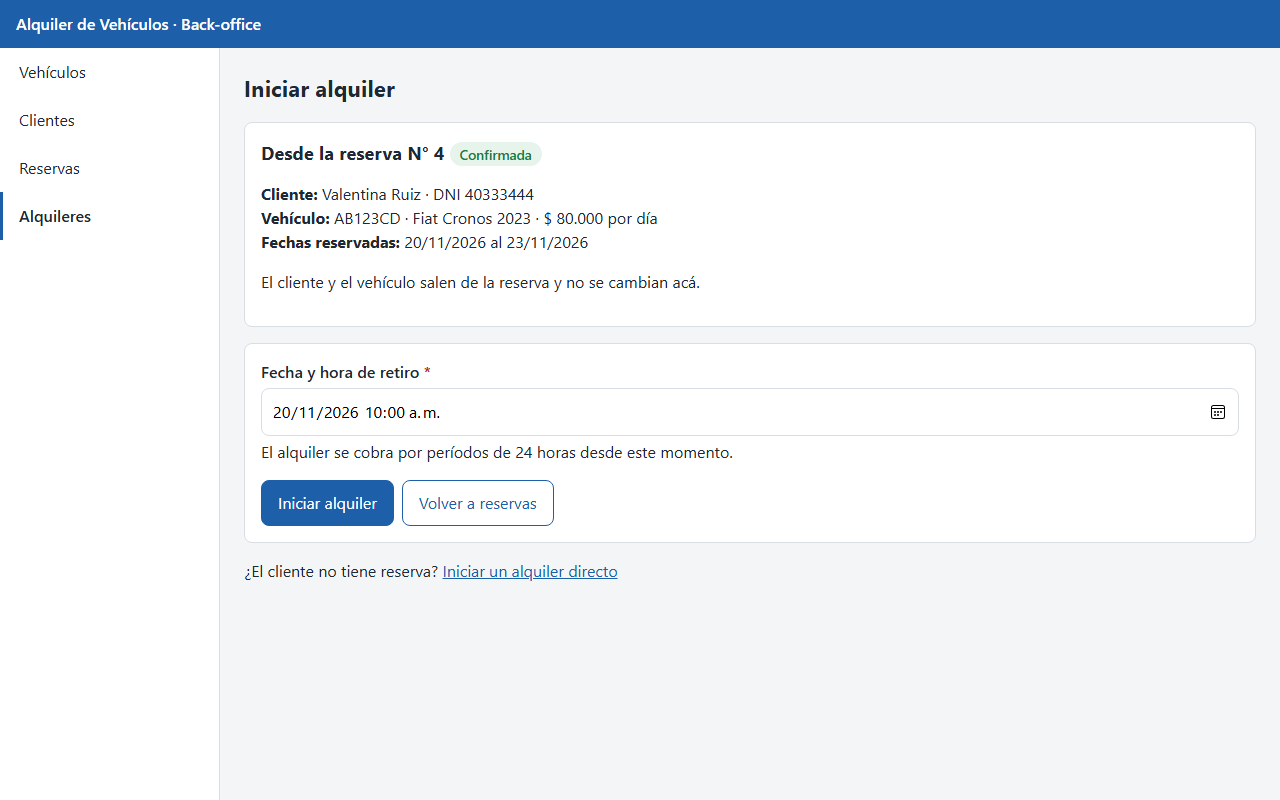 Alquiler de Vehículos · Back-office
Vehículos
Clientes
Reservas
Alquileres
Iniciar alquiler
Desde la reserva N° 4 Confirmada
Cliente: Valentina Ruiz · DNI 40333444
Vehículo: AB123CD · Fiat Cronos 2023 · $ 80.000 por día
Fechas reservadas: 20/11/2026 al 23/11/2026
El cliente y el vehículo salen de la reserva y no se cambian acá.
Fecha y hora de retiro *
20/11/2026 10:00 a.m.
El alquiler se cobra por períodos de 24 horas desde este momento.
Iniciar alquiler Volver a reservas
¿El cliente no tiene reserva? Iniciar un alquiler directo